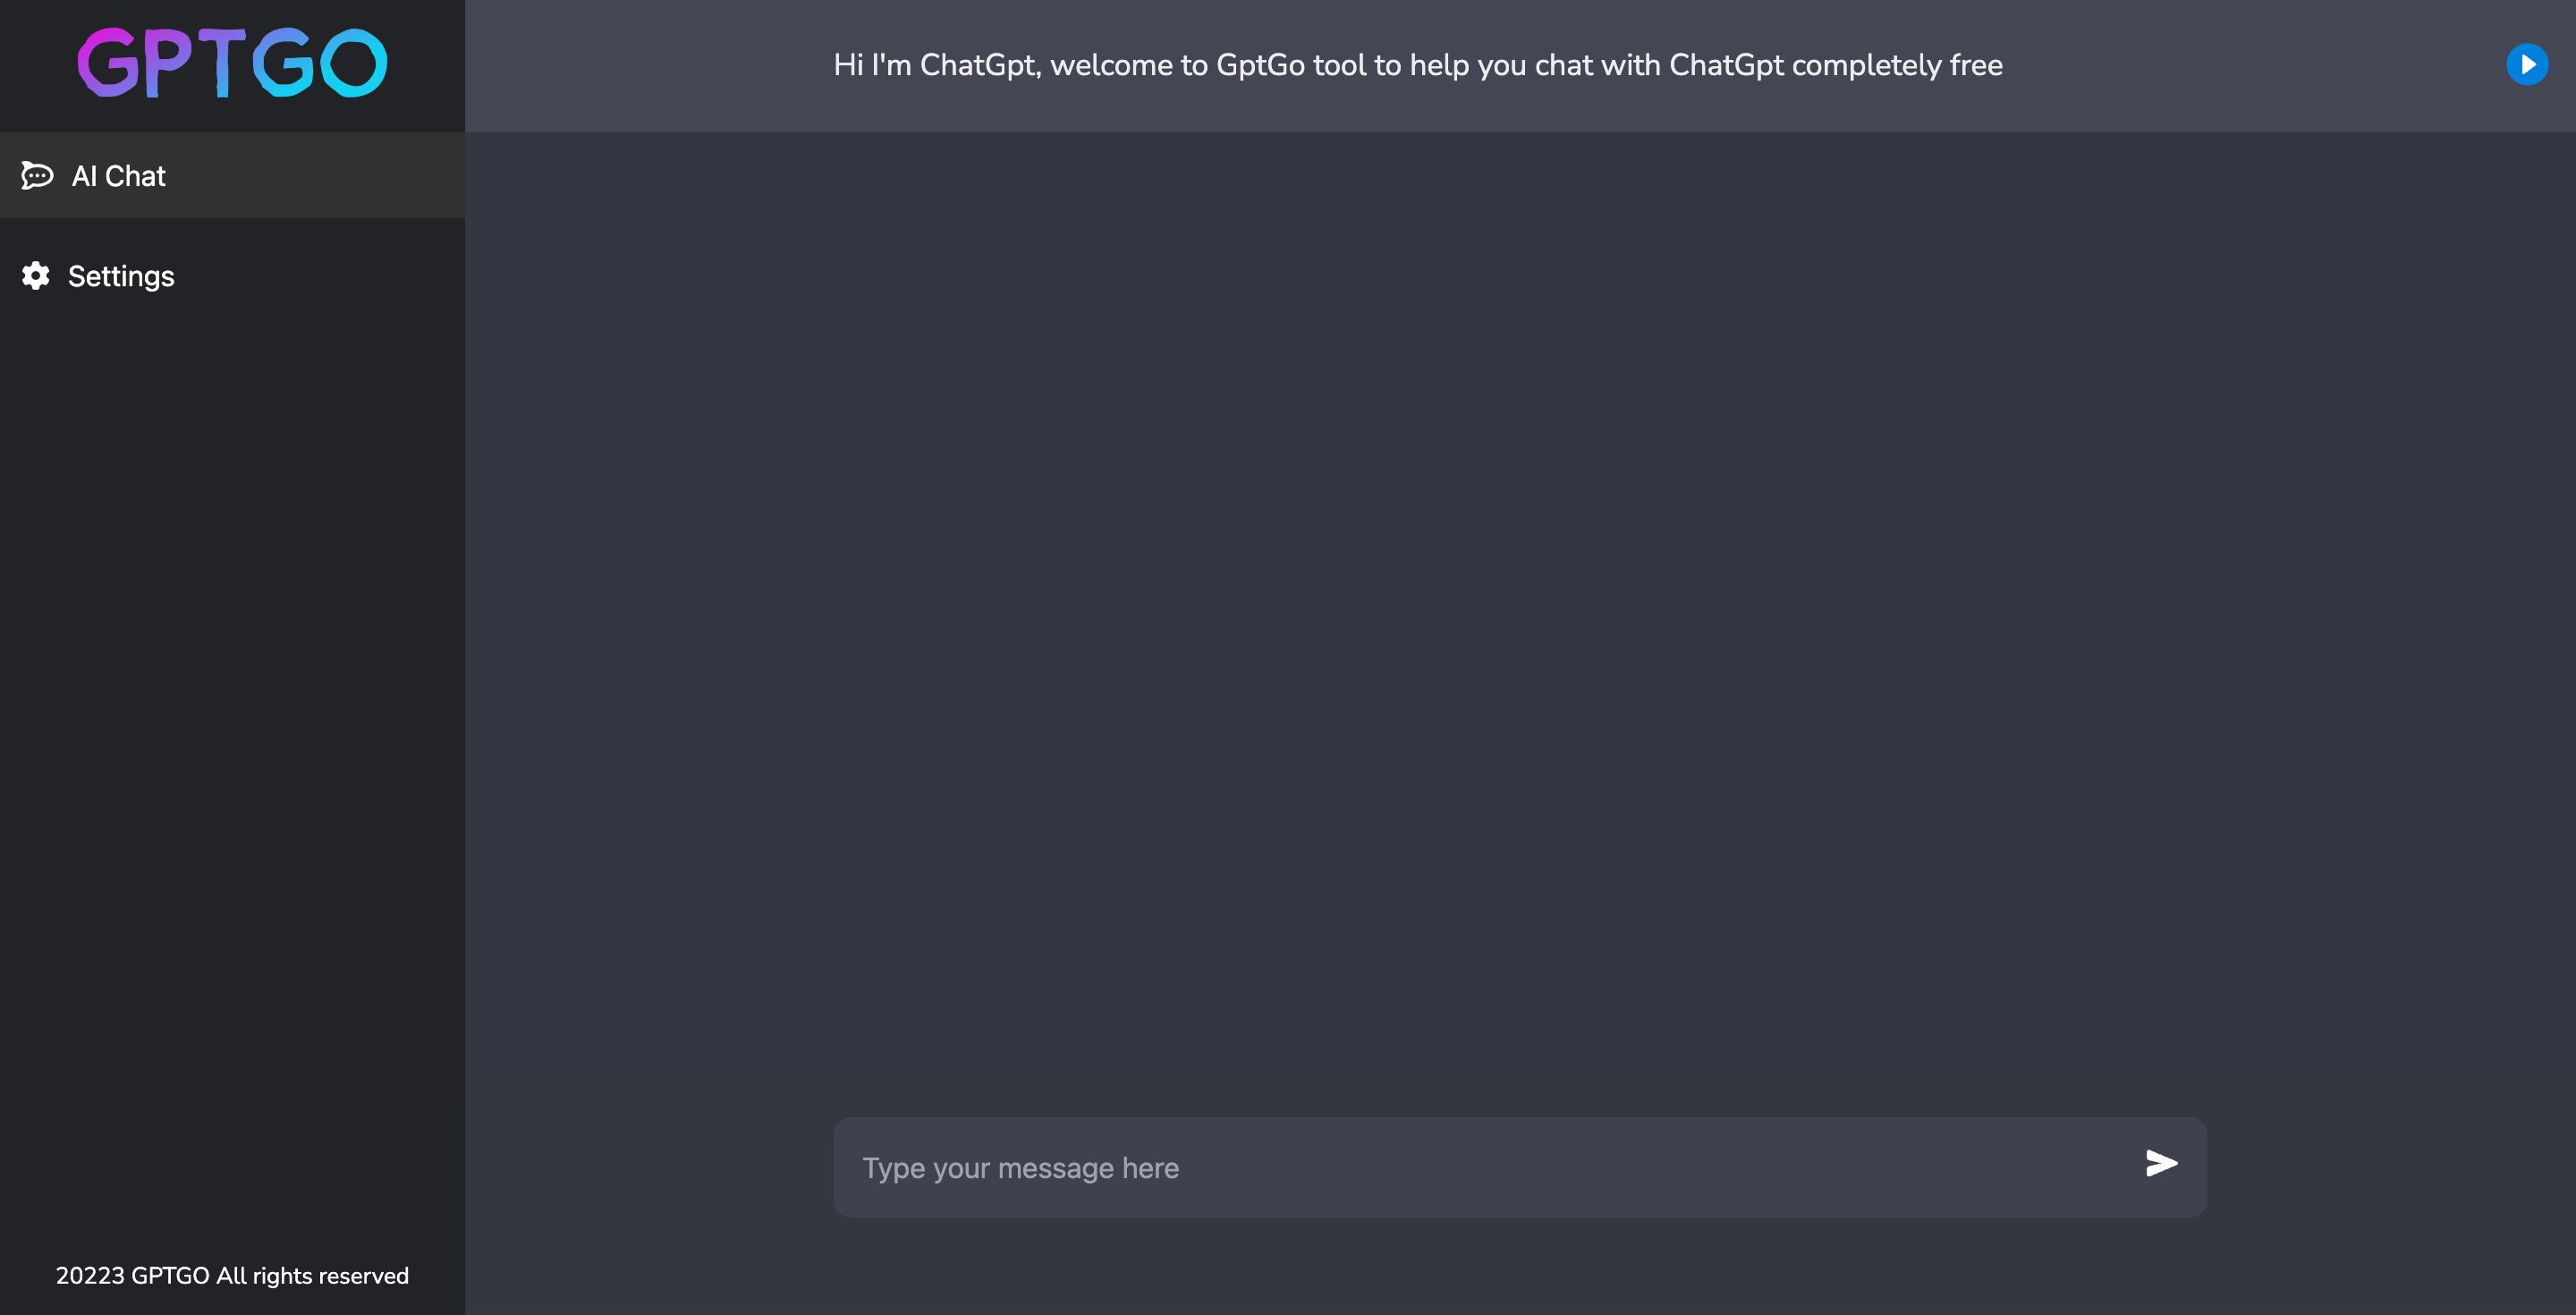 GPTGO
Hi I'm ChatGpt, welcome to GptGo tool to help you chat with ChatGpt completely free
AI Chat
Settings
Type your message here
20223 GPTGO All rights reserved